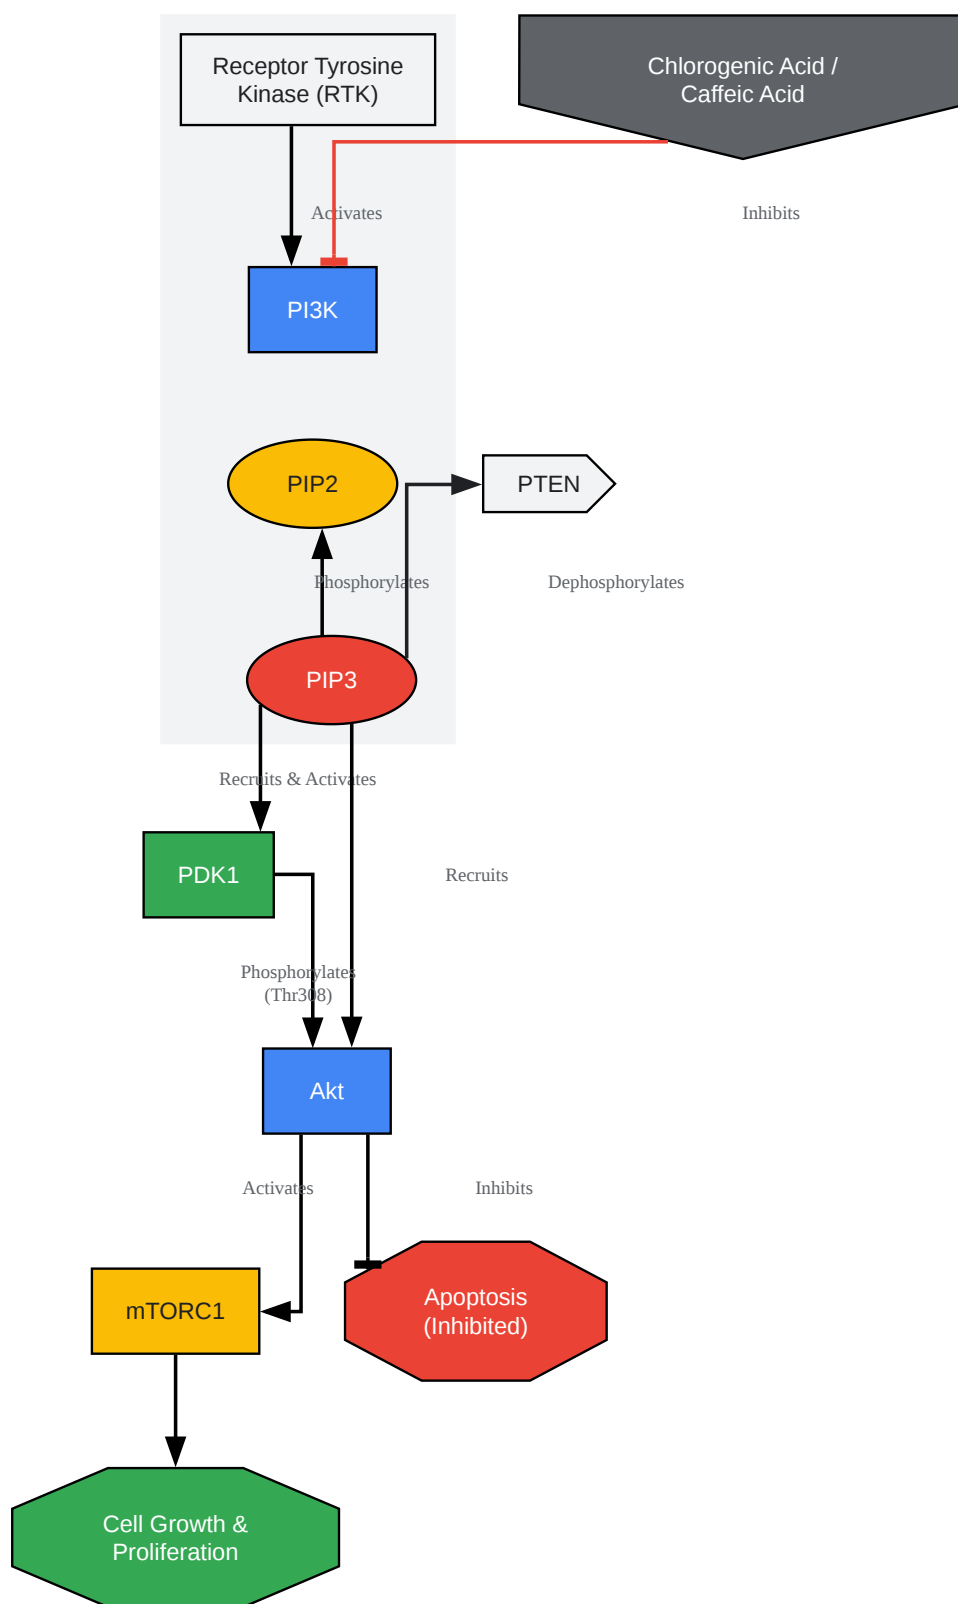 Receptor Tyrosine
Kinase (RTK)
Chlorogenic Acid /
Caffeic Acid
Activates
Inhibits
PI3K
PIP2
PTEN
Phosphorylates
Dephosphorylates
PIP3
Recruits & Activates
PDK1
Recruits
Phosphorylates
(Thr308)
Akt
Activates
Inhibits
mTORC1
Apoptosis
(Inhibited)
Cell Growth &
Proliferation